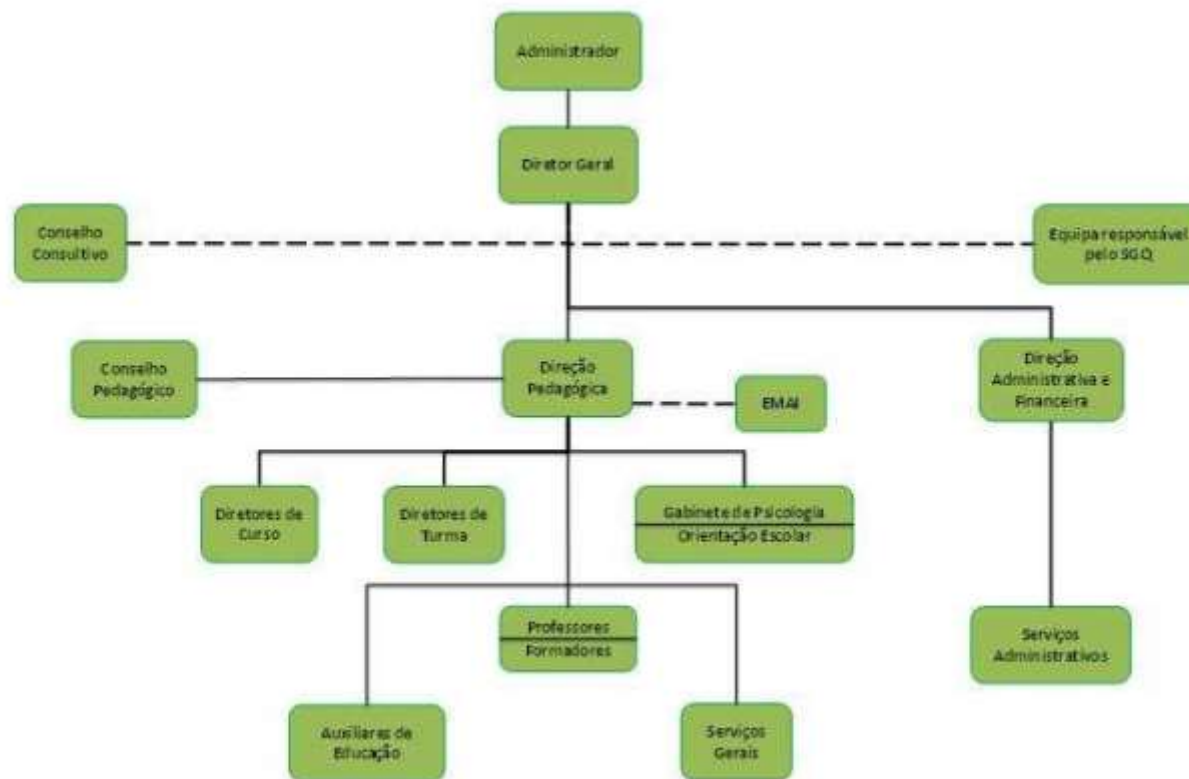 Administrador
Diretor Geral
Conselho
Consultivo
Equipa responsável
pelo SGQ
Conselho
Pedagógico
Direção
Pedagógica
EMAI
Direção
Administrativa e
Financeira
Diretores de
Curso
Diretores de
Turma
Gabinete de Psicologia
Orientação Escolar
Professores
Formadores
Serviços
Administrativos
Auxiliares de
Educação
Serviços
Gerais